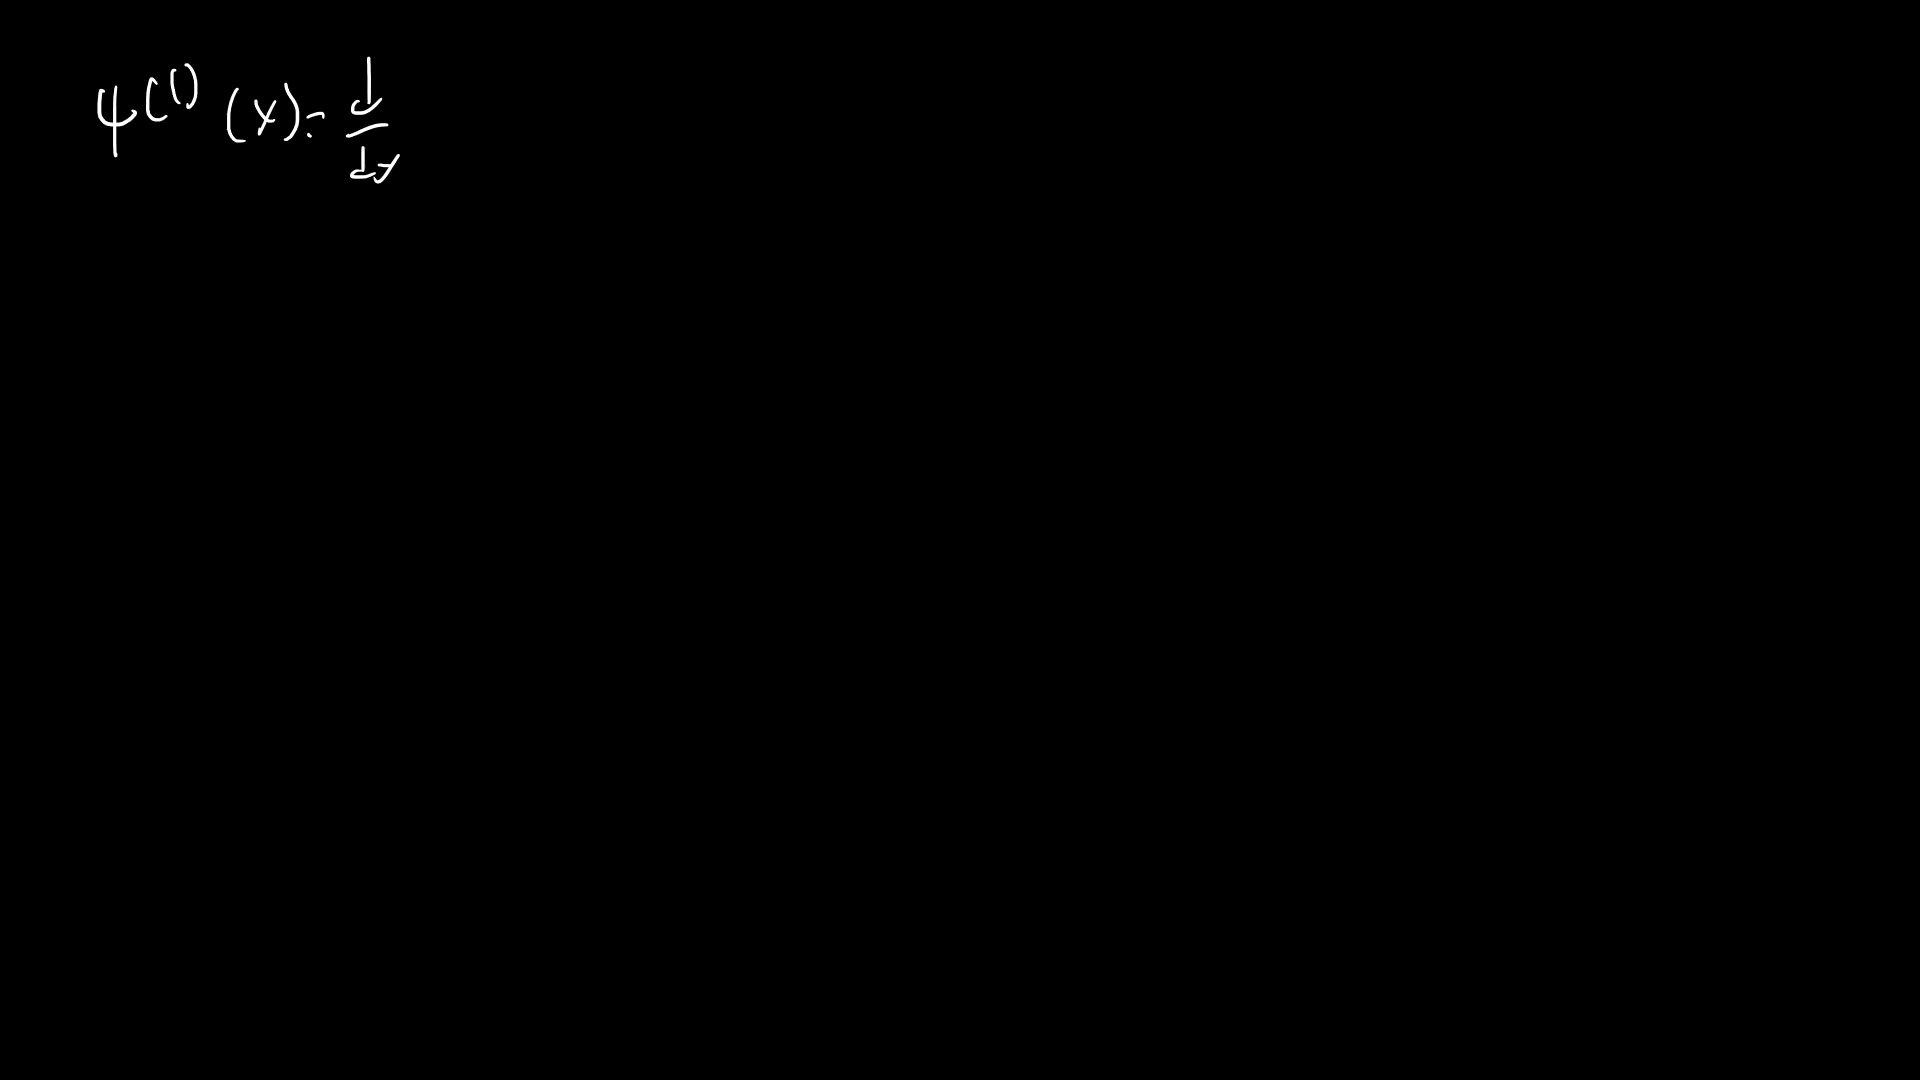 ψ⁽¹⁾(x) = d/dx